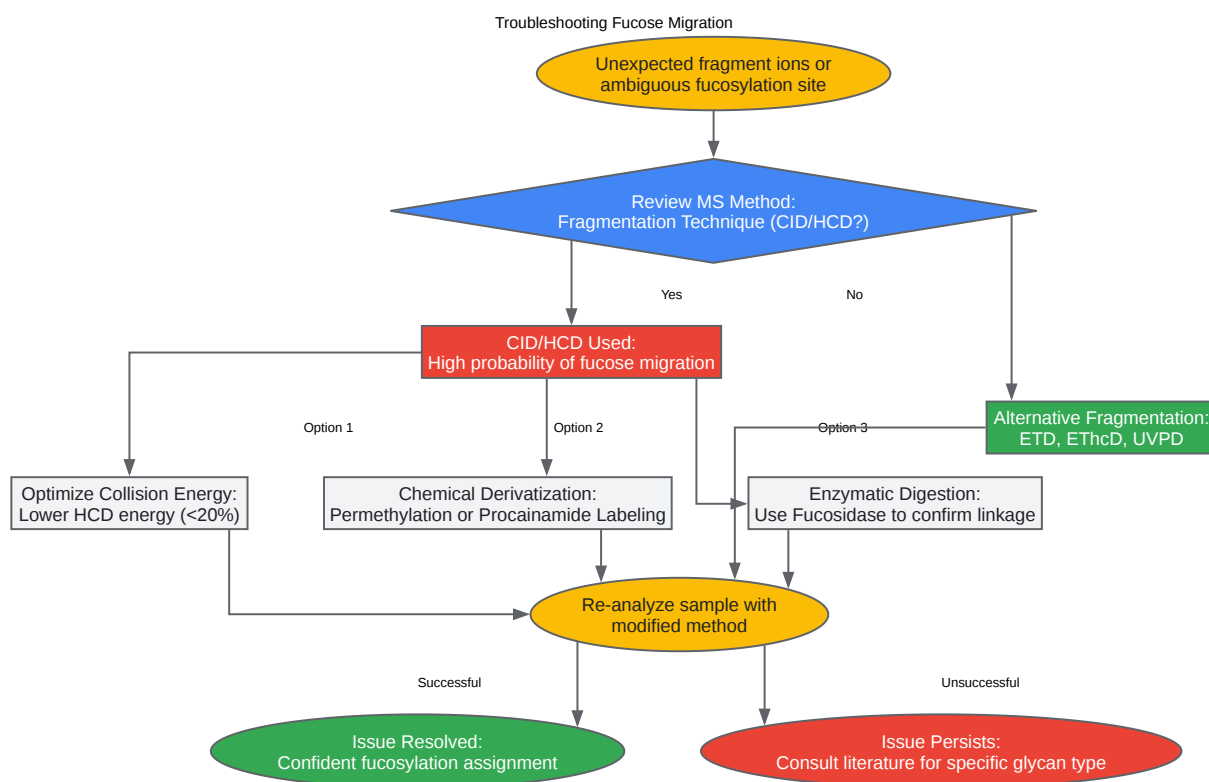 Troubleshooting Fucose Migration
Unexpected fragment ions or
ambiguous fucosylation site
Review MS Method:
Fragmentation Technique (CID/HCD?)
Yes
No
CID/HCD Used:
High probability of fucose migration
Alternative Fragmentation:
ETD, EThcD, UVPD
Option 1
Option 2
Option 3
Optimize Collision Energy:
Lower HCD energy (<20%)
Chemical Derivatization:
Permethylation or Procainamide Labeling
Enzymatic Digestion:
Use Fucosidase to confirm linkage
Re-analyze sample with
modified method
Successful
Unsuccessful
Issue Resolved:
Confident fucosylation assignment
Issue Persists:
Consult literature for specific glycan type